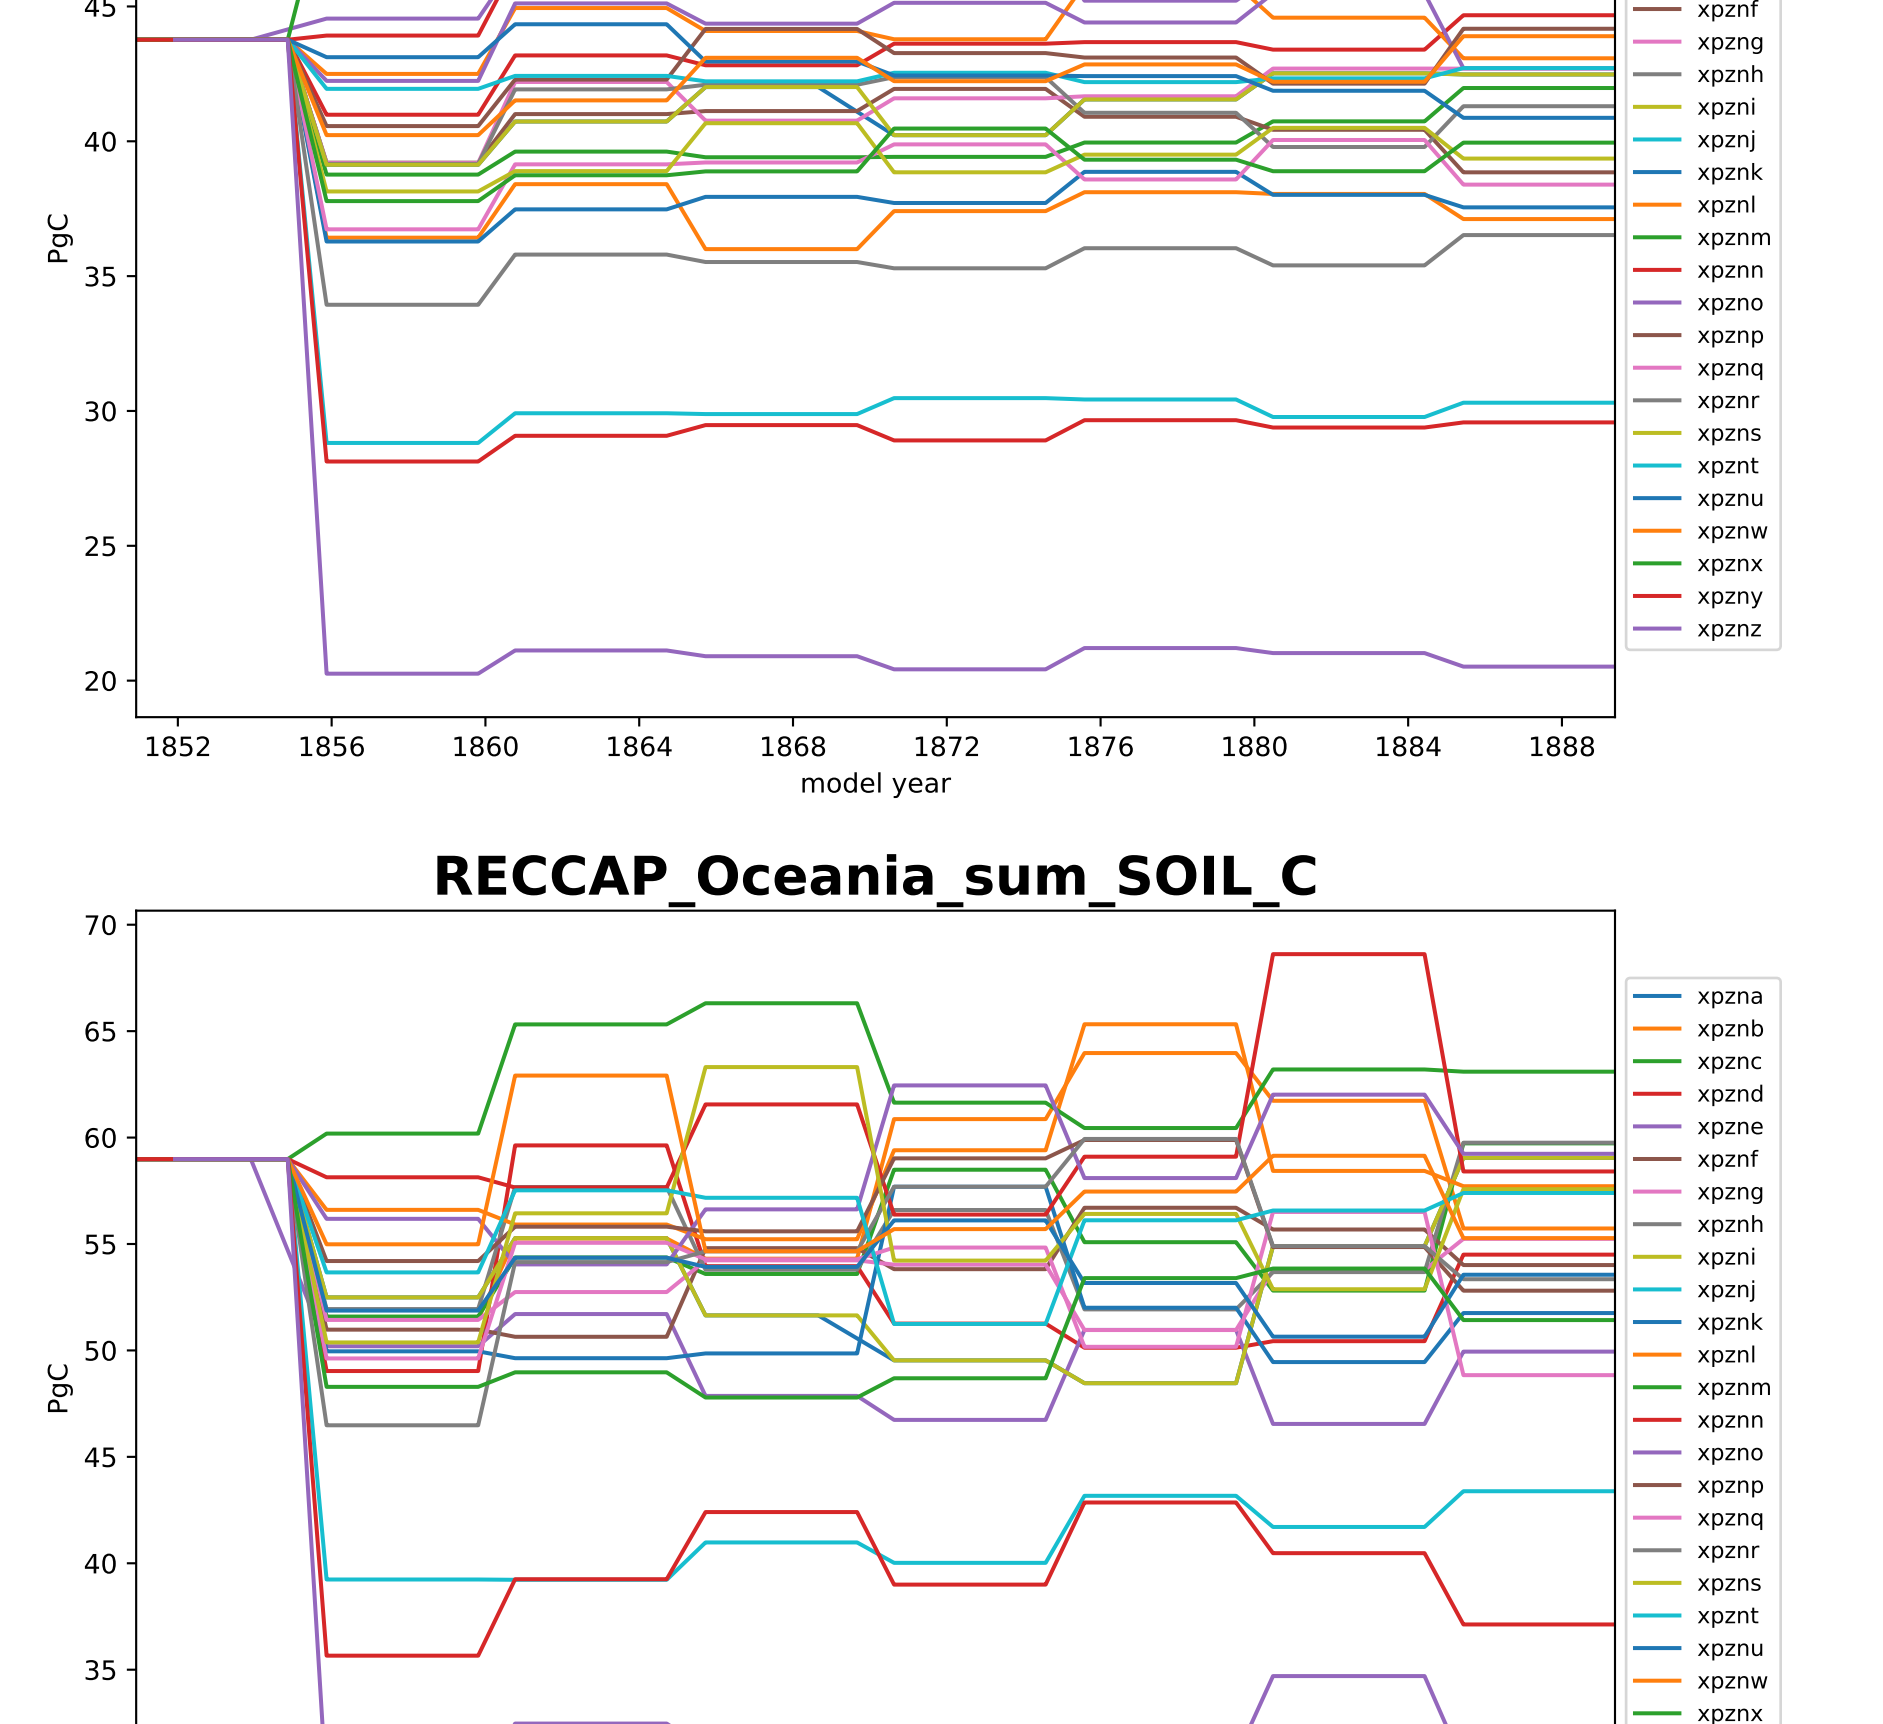 45
40
35
30
25
20
PgC
1852 1856 1860 1864 1868 1872 1876 1880 1884 1888
model year
xpznf
xpzng
xpznh
xpzni
xpznj
xpznk
xpznl
xpznm
xpznn
xpzno
xpznp
xpznq
xpznr
xpzns
xpznt
xpznu
xpznw
xpznx
xpzny
xpznz
RECCAP_Oceania_sum_SOIL_C
70
65
60
55
50
45
40
35
PgC
xpzna
xpznb
xpznc
xpznd
xpzne
xpznf
xpzng
xpznh
xpzni
xpznj
xpznk
xpznl
xpznm
xpznn
xpzno
xpznp
xpznq
xpznr
xpzns
xpznt
xpznu
xpznw
xpznx